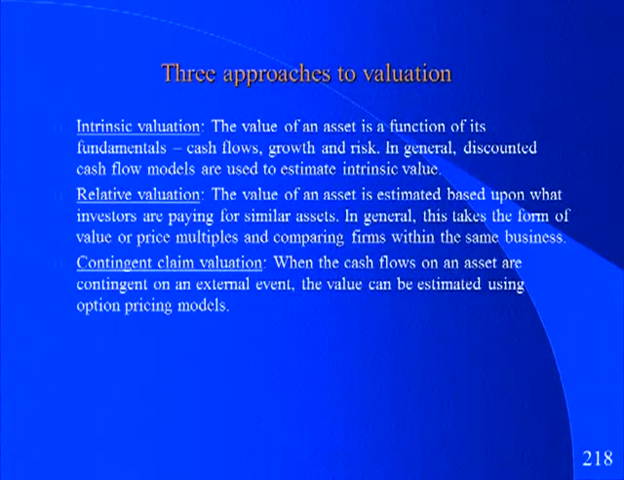 Three approaches to valuation
Intrinsic valuation: The value of an asset is a function of its
fundamentals – cash flows, growth and risk. In general, discounted
cash flow models are used to estimate intrinsic value.
Relative valuation: The value of an asset is estimated based upon what
investors are paying for similar assets. In general, this takes the form of
value or price multiples and comparing firms within the same business.
Contingent claim valuation: When the cash flows on an asset are
contingent on an external event, the value can be estimated using
option pricing models.
218